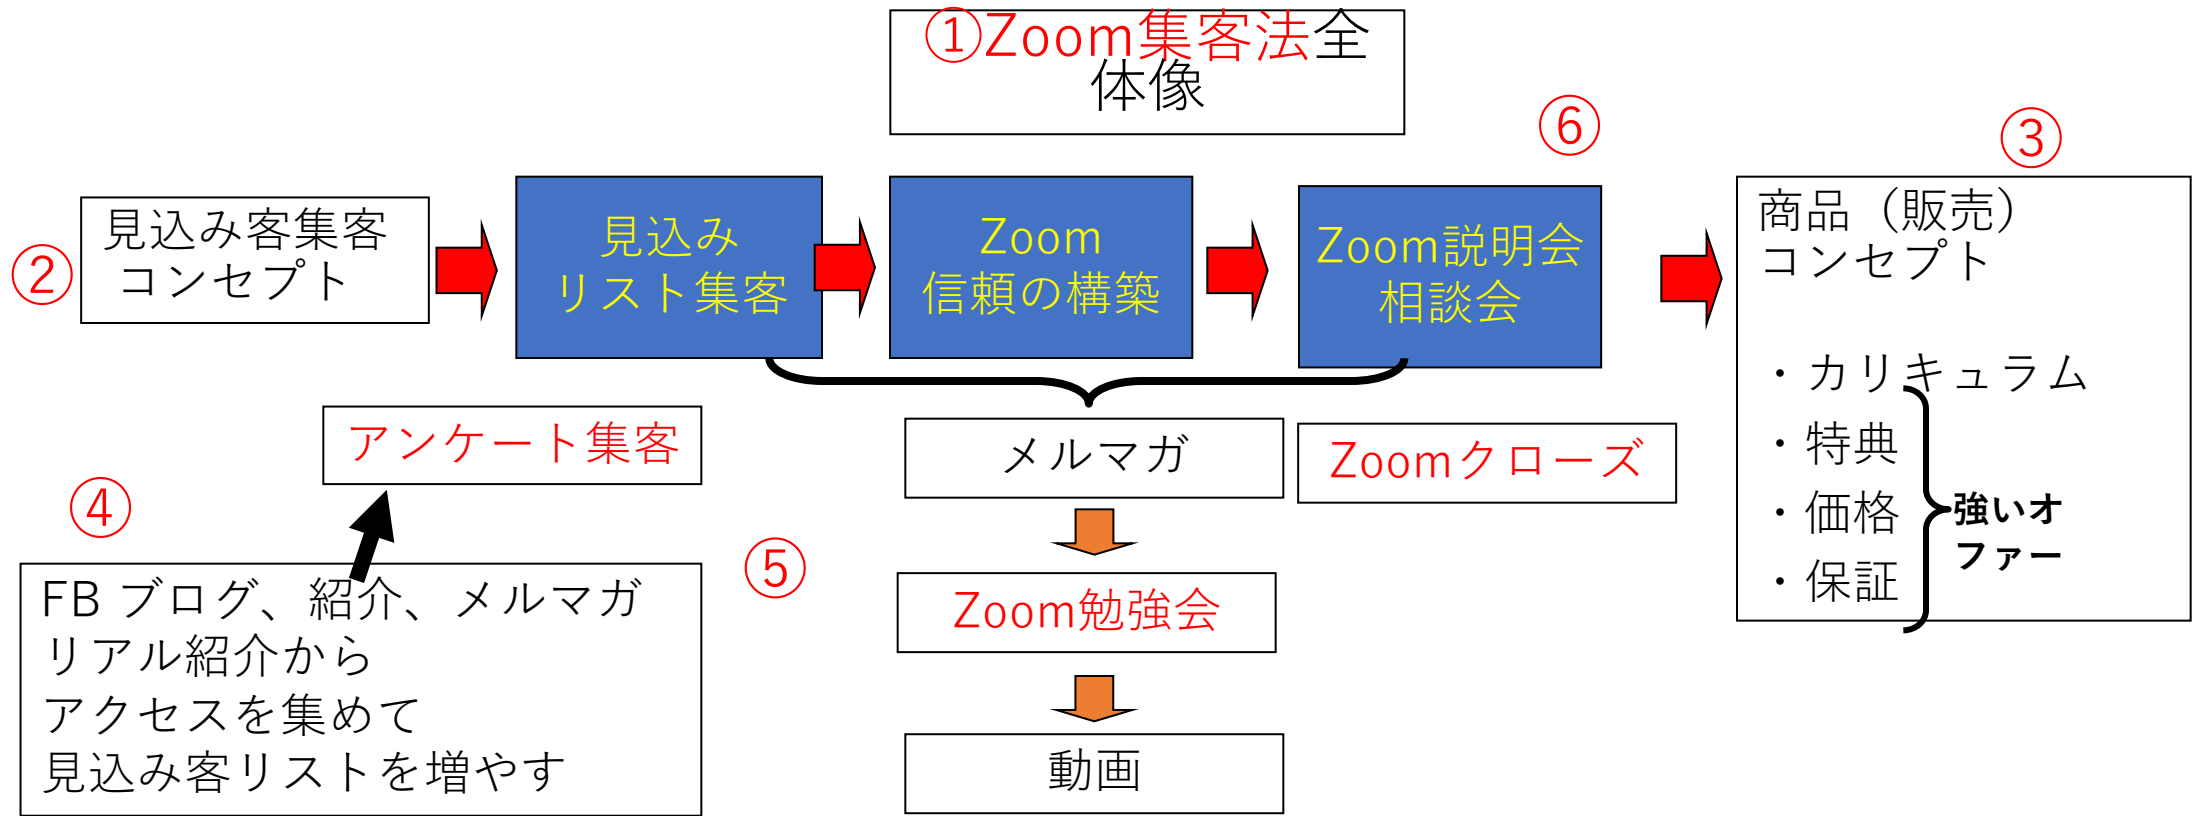 ①Zoom集客法全
体像
⑥
③
②
見込み客集客
コンセプト
見込み
リスト集客
Zoom
信頼の構築
Zoom説明会
相談会
商品（販売）
コンセプト
・カリキュラム
・特典
・価格
・保証
強いオ
ファー
アンケート集客
メルマガ
Zoomクローズ
④
⑤
FB ブログ、紹介、メルマガ
リアル紹介から
アクセスを集めて
見込み客リストを増やす
Zoom勉強会
動画